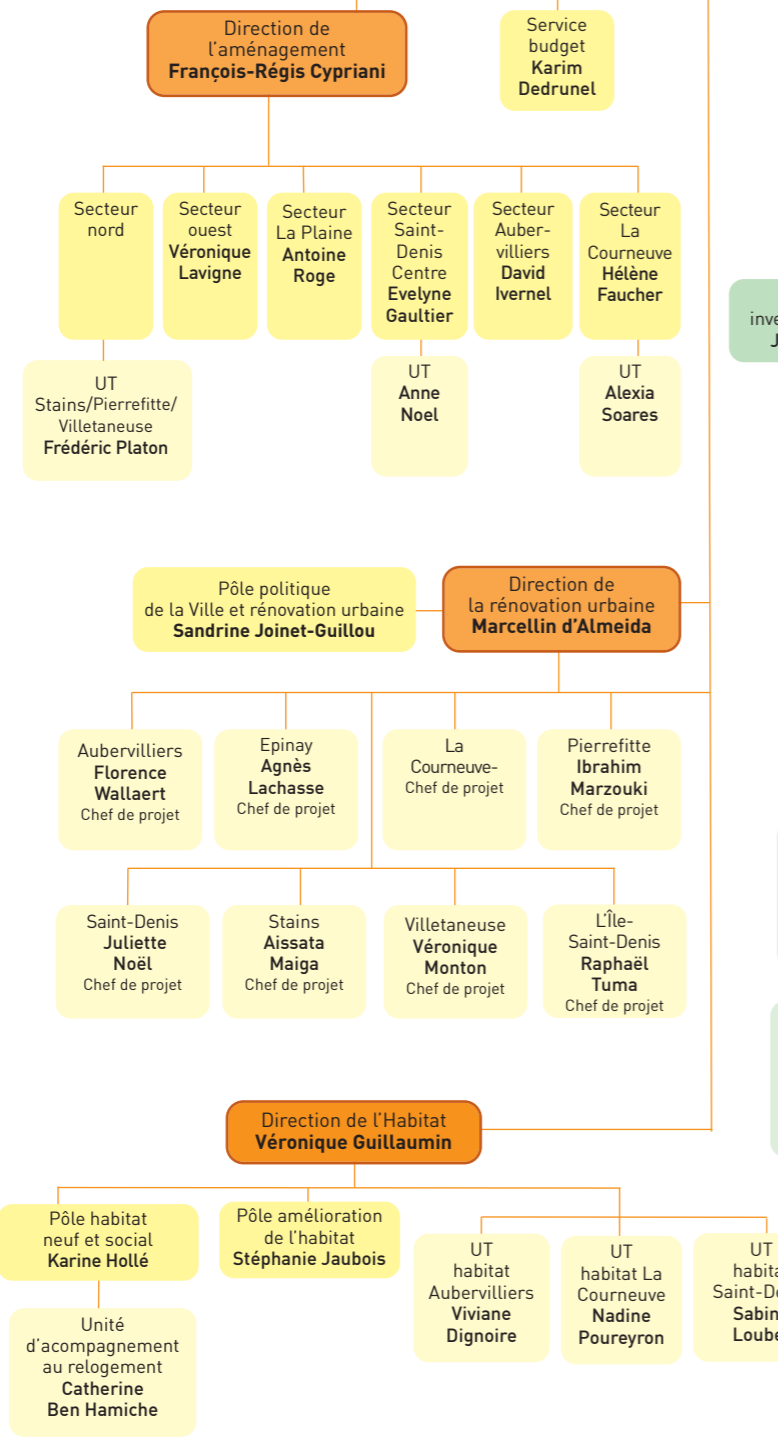 Direction de
l'aménagement
François-Régis Cypriani
Service
budget
Karim
Dedrunel
Secteur
nord
Secteur
ouest
Véronique
Lavigne
Secteur
La Plaine
Antoine
Roge
Secteur
Saint-
Denis
Centre
Evelyne
Gaultier
Secteur
Auber-
villiers
David
Ivernel
Secteur
La
Courneuve
Hélène
Faucher
UT
Stains/Pierrefitte/
Villetaneuse
Frédéric Platon
UT
Anne
Noel
UT
Alexia
Soares
Pôle politique
de la Ville et rénovation urbaine
Sandrine Joinet-Guillou
Direction de
la rénovation urbaine
Marcellin d'Almeida
Aubervilliers
Florence
Wallaert
Chef de projet
Epinay
Agnès
Lachasse
Chef de projet
La
Courneuve-
Chef de projet
Pierrefitte
Ibrahim
Marzouki
Chef de projet
Saint-Denis
Juliette
Noël
Chef de projet
Stains
Aissata
Maiga
Chef de projet
Villetaneuse
Véronique
Monton
Chef de projet
L'Île-
Saint-Denis
Raphaël
Tuma
Chef de projet
Direction de l'Habitat
Véronique Guillaumin
Pôle habitat
neuf et social
Karine Hollé
Pôle amélioration
de l'habitat
Stéphanie Jaubois
UT
habitat
Aubervilliers
Viviane
Dignoire
UT
habitat La
Courneuve
Nadine
Poureyron
UT
Unité
d'acompagnement
au relogement
Catherine
Ben Hamiche